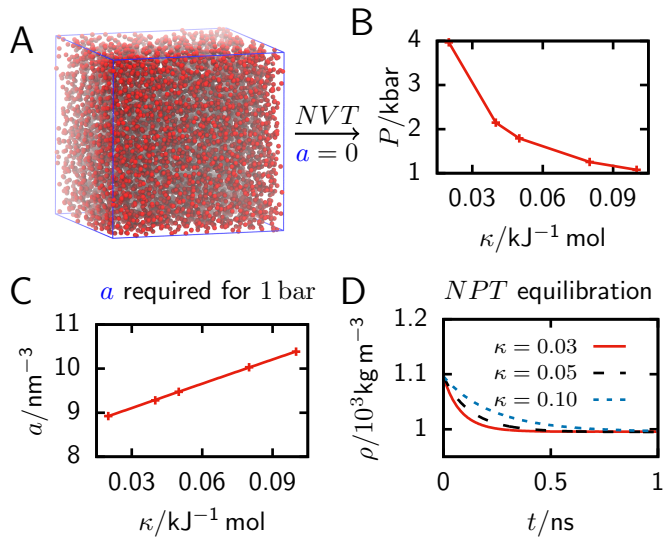 A
NVT
a = 0
B
P/kbar
4
3
2
1
0.03 0.06 0.09
κ/kJ⁻¹ mol
C
a required for 1 bar
a/nm⁻³
11
10
9
8
0.03 0.06 0.09
κ/kJ⁻¹ mol
D
NPT equilibration
ρ/10³kg m⁻³
1.2
1.1
1
κ = 0.03
κ = 0.05
κ = 0.10
0 0.5 1
t/ns